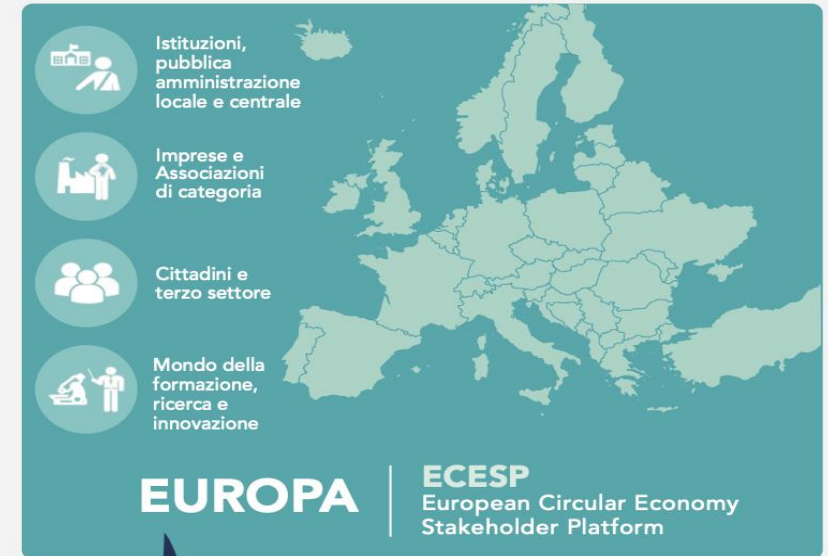 Istituzioni,
pubblica
amministrazione
locale e centrale
Imprese e
Associazioni
di categoria
Cittadini e
terzo settore
Mondo della
formazione,
ricerca e
innovazione
EUROPA
ECESP
European Circular Economy
Stakeholder Platform